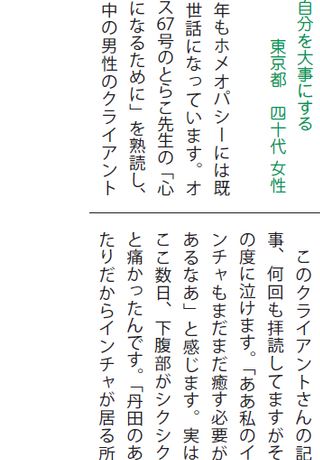 自分を大事にする
東京都　四十代 女性
年もホメオパシーには既
世話になっています。オ
ス67号のとらこ先生の「心
になるために」を熟読し、
中の男性のクライアント
このクライアントさんの記
事、何回も拝読してますがそ
の度に泣けます。「ああ私のイ
ンチャもまだまだ癒す必要が
あるなあ」と感じます。実は
ここ数日、下腹部がシクシク
と痛かったんです。「丹田のあ
たりだからインチャが居る所